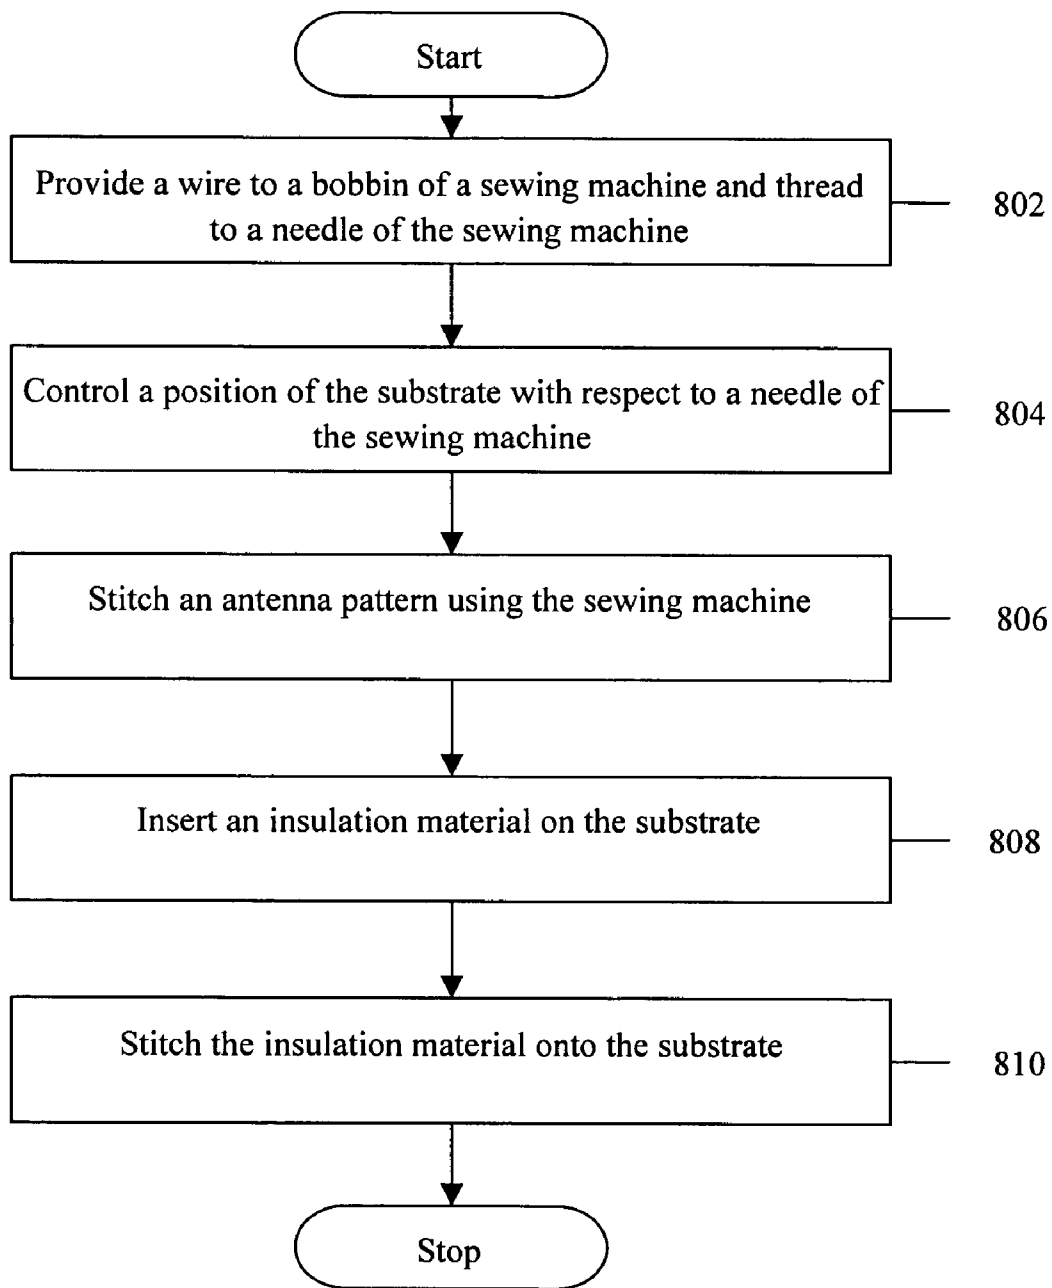 Start
Provide a wire to a bobbin of a sewing machine and thread
to a needle of the sewing machine
802
Control a position of the substrate with respect to a needle of
the sewing machine
804
Stitch an antenna pattern using the sewing machine
806
Insert an insulation material on the substrate
808
Stitch the insulation material onto the substrate
810
Stop